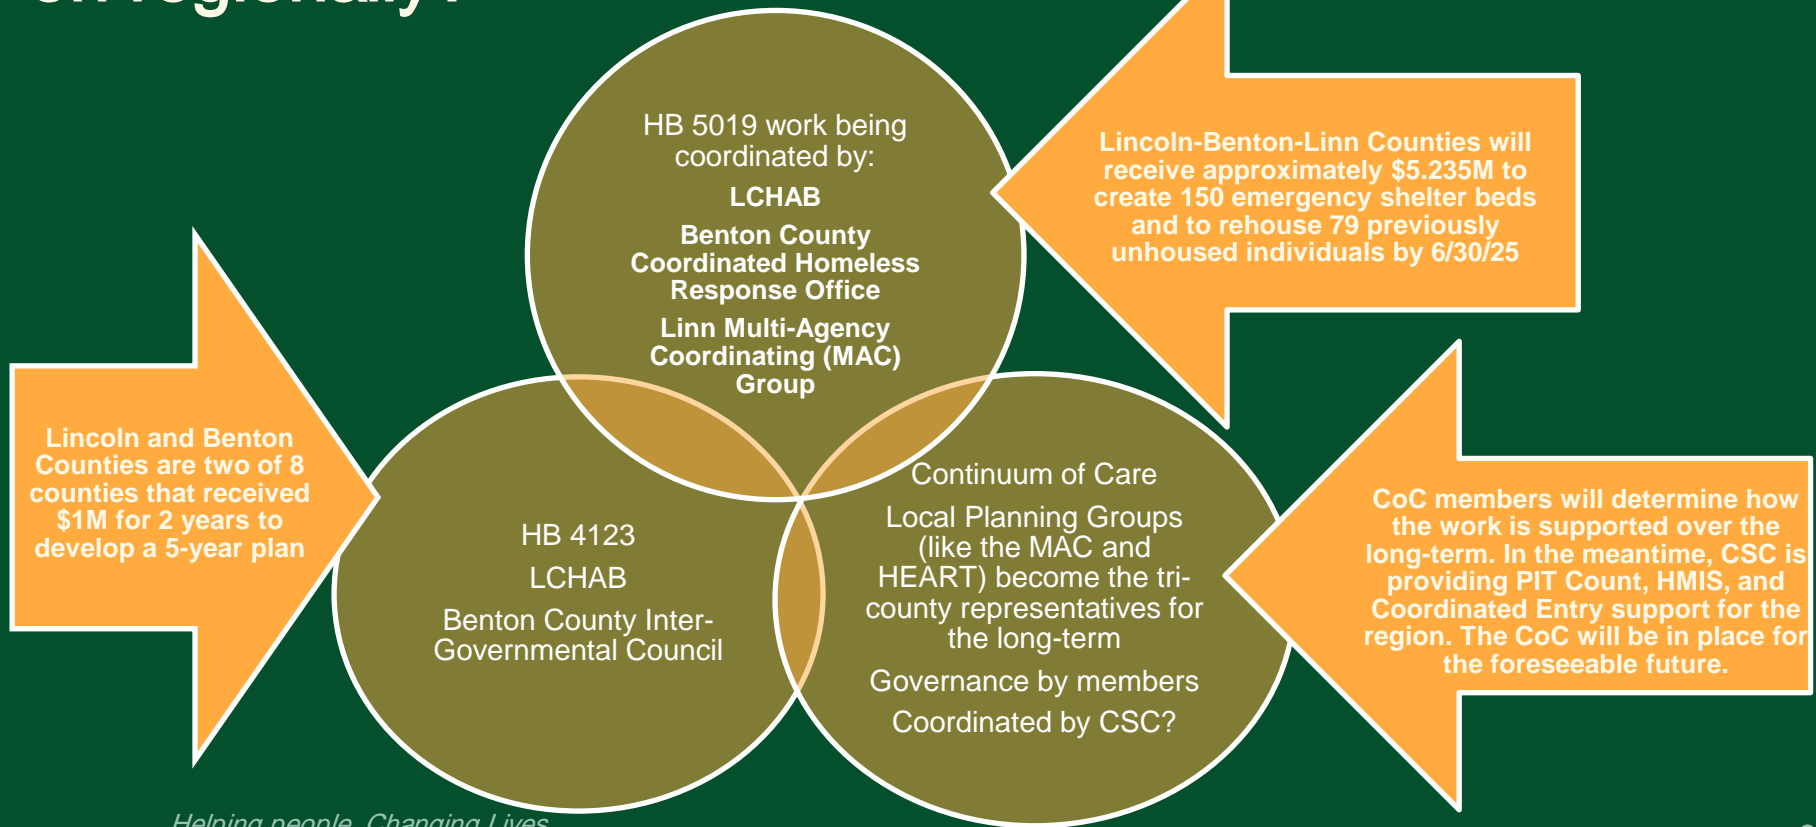 on regionally?
HB 5019 work being
coordinated by:
LCHAB
Benton County
Coordinated Homeless
Response Office
Linn Multi-Agency
Coordinating (MAC)
Group
Lincoln-Benton-Linn Counties will
receive approximately $5.235M to
create 150 emergency shelter beds
and to rehouse 79 previously
unhoused individuals by 6/30/25
Lincoln and Benton
Counties are two of 8
counties that received
$1M for 2 years to
develop a 5-year plan
HB 4123
LCHAB
Benton County Inter-
Governmental Council
Continuum of Care
Local Planning Groups
(like the MAC and
HEART) become the tri-
county representatives for
the long-term
Governance by members
Coordinated by CSC?
CoC members will determine how
the work is supported over the
long-term. In the meantime, CSC is
providing PIT Count, HMIS, and
Coordinated Entry support for the
region. The CoC will be in place for
the foreseeable future.
Helping people. Changing Lives